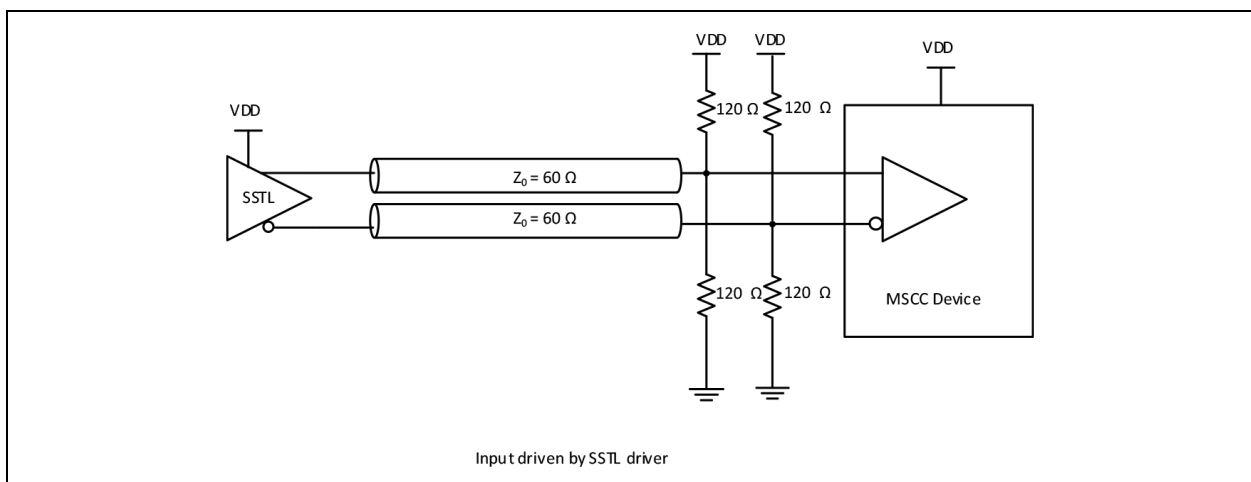 VDD VDD
VDD
120 Ω 120 Ω
VDD
SSTL
Z0 = 60 Ω
Z0 = 60 Ω
120 Ω 120 Ω
MSCC Device
Input driven by SSTL driver